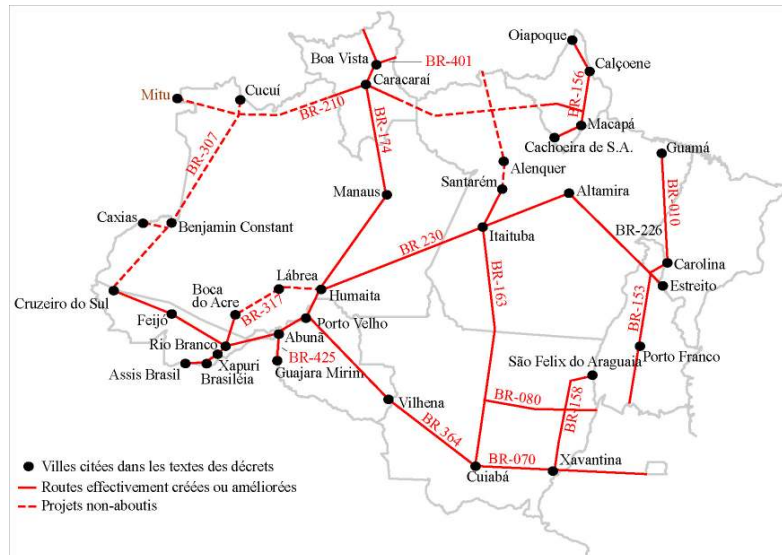 Oiapoque
Boa Vista
BR-401
Calçoene
Caracaraí
Mitu
Cucuí
BR-210
BR-156
Macapá
Cachoeira de S.A.
BR-174
Guamá
BR-307
Alenquer
Santarém
Manaus
Altamira
BR-010
Caxias
Benjamin Constant
Itaituba
BR-226
BR 230
Carolina
Lábrea
Boca
do Acre
Humaita
Estreito
Cruzeiro do Sul
BR-317
BR-163
BR-153
Feijó
Porto Velho
Rio Branco
Abuná
Porto Franco
Xapuri
BR-425
São Felix do Araguaia
Assis Brasil
Brasiléia
Guajara Mirim
BR-080
Vilhena
BR-158
BR 364
Villes citées dans les textes des décrets
BR-070
Xavantina
Cuiabá
Routes effectivement créées ou améliorées
Projets non-aboutis